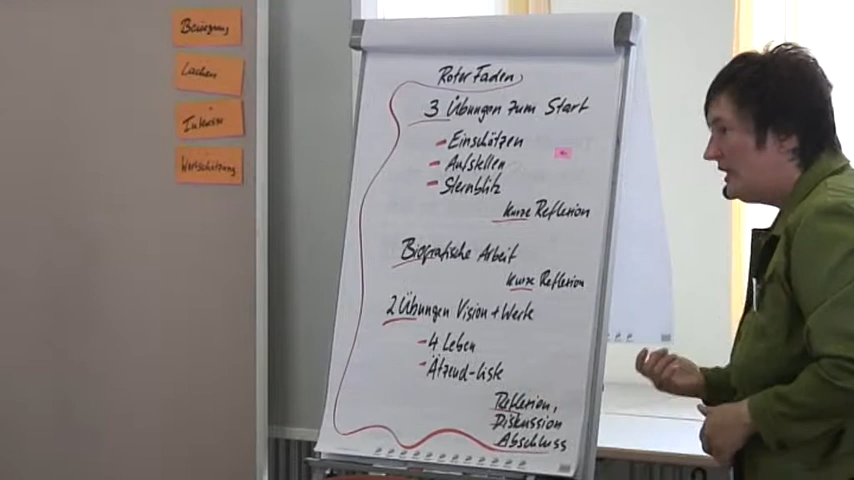 Bewegung
Lachen
Intensse
Wertschätzung
Roter Faden
3 Übungen zum Start
- Einschätzen
- Aufstellen
- Sternblitz
Kurze Reflexion
Biografische Arbeit
Kurze Reflexion
2 Übungen Vision + Werte
- 4 Leben
- Ätzend-liste
Reflexion,
Diskussion
Abschluss